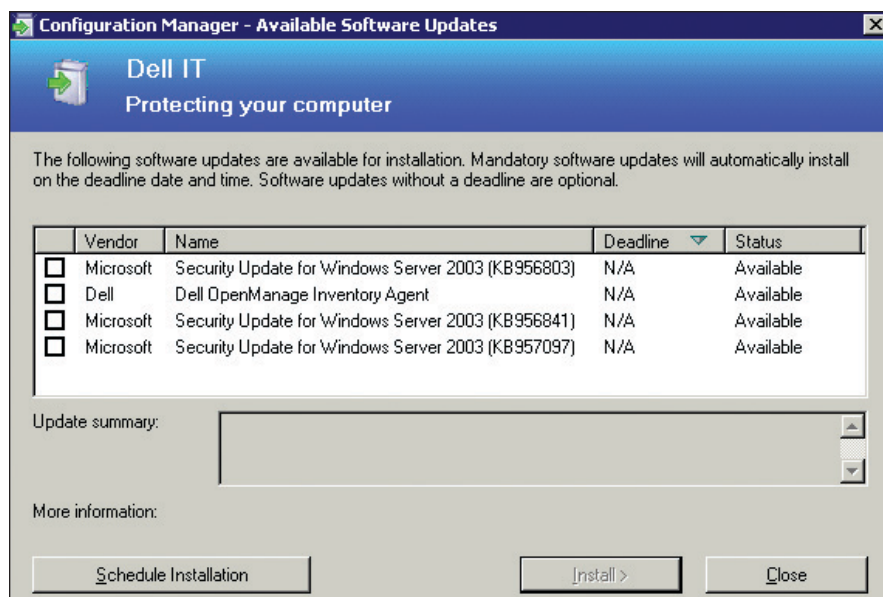 Configuration Manager - Available Software Updates
Dell IT
Protecting your computer
The following software updates are available for installation. Mandatory software updates will automatically install
on the deadline date and time. Software updates without a deadline are optional.
Vendor Name Deadline Status
Microsoft Security Update for Windows Server 2003 (KB956803) N/A Available
Dell Dell OpenManage Inventory Agent N/A Available
Microsoft Security Update for Windows Server 2003 (KB956841) N/A Available
Microsoft Security Update for Windows Server 2003 (KB957097) N/A Available
Update summary:
More information:
Schedule Installation Install > Close